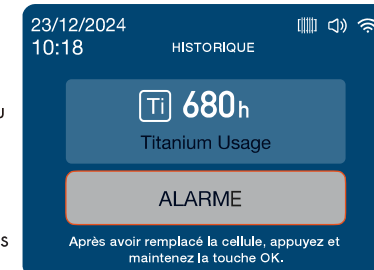 23/12/2024
10:18
HISTORIQUE
Ti 680h
Titanium Usage
ALARME
Après avoir remplacé la cellule, appuyez et
maintenez la touche OK.